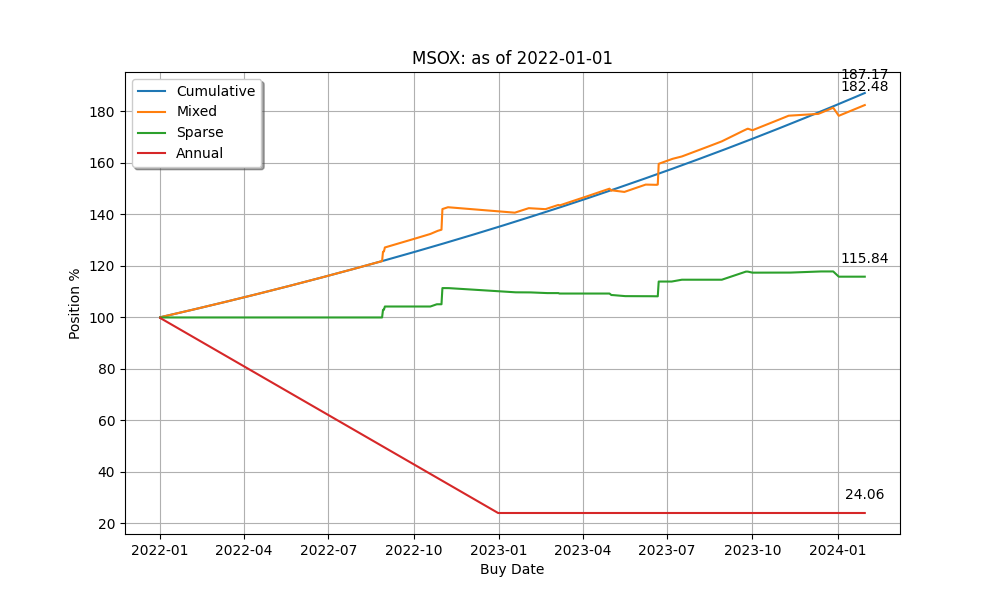 MSOX: as of 2022-01-01
187.17
182.48
Cumulative
Mixed
Sparse
Annual
180
160
140
120
100
80
60
40
20
115.84
24.06
Position %
2022-01 2022-04 2022-07 2022-10 2023-01 2023-04 2023-07 2023-10 2024-01
Buy Date